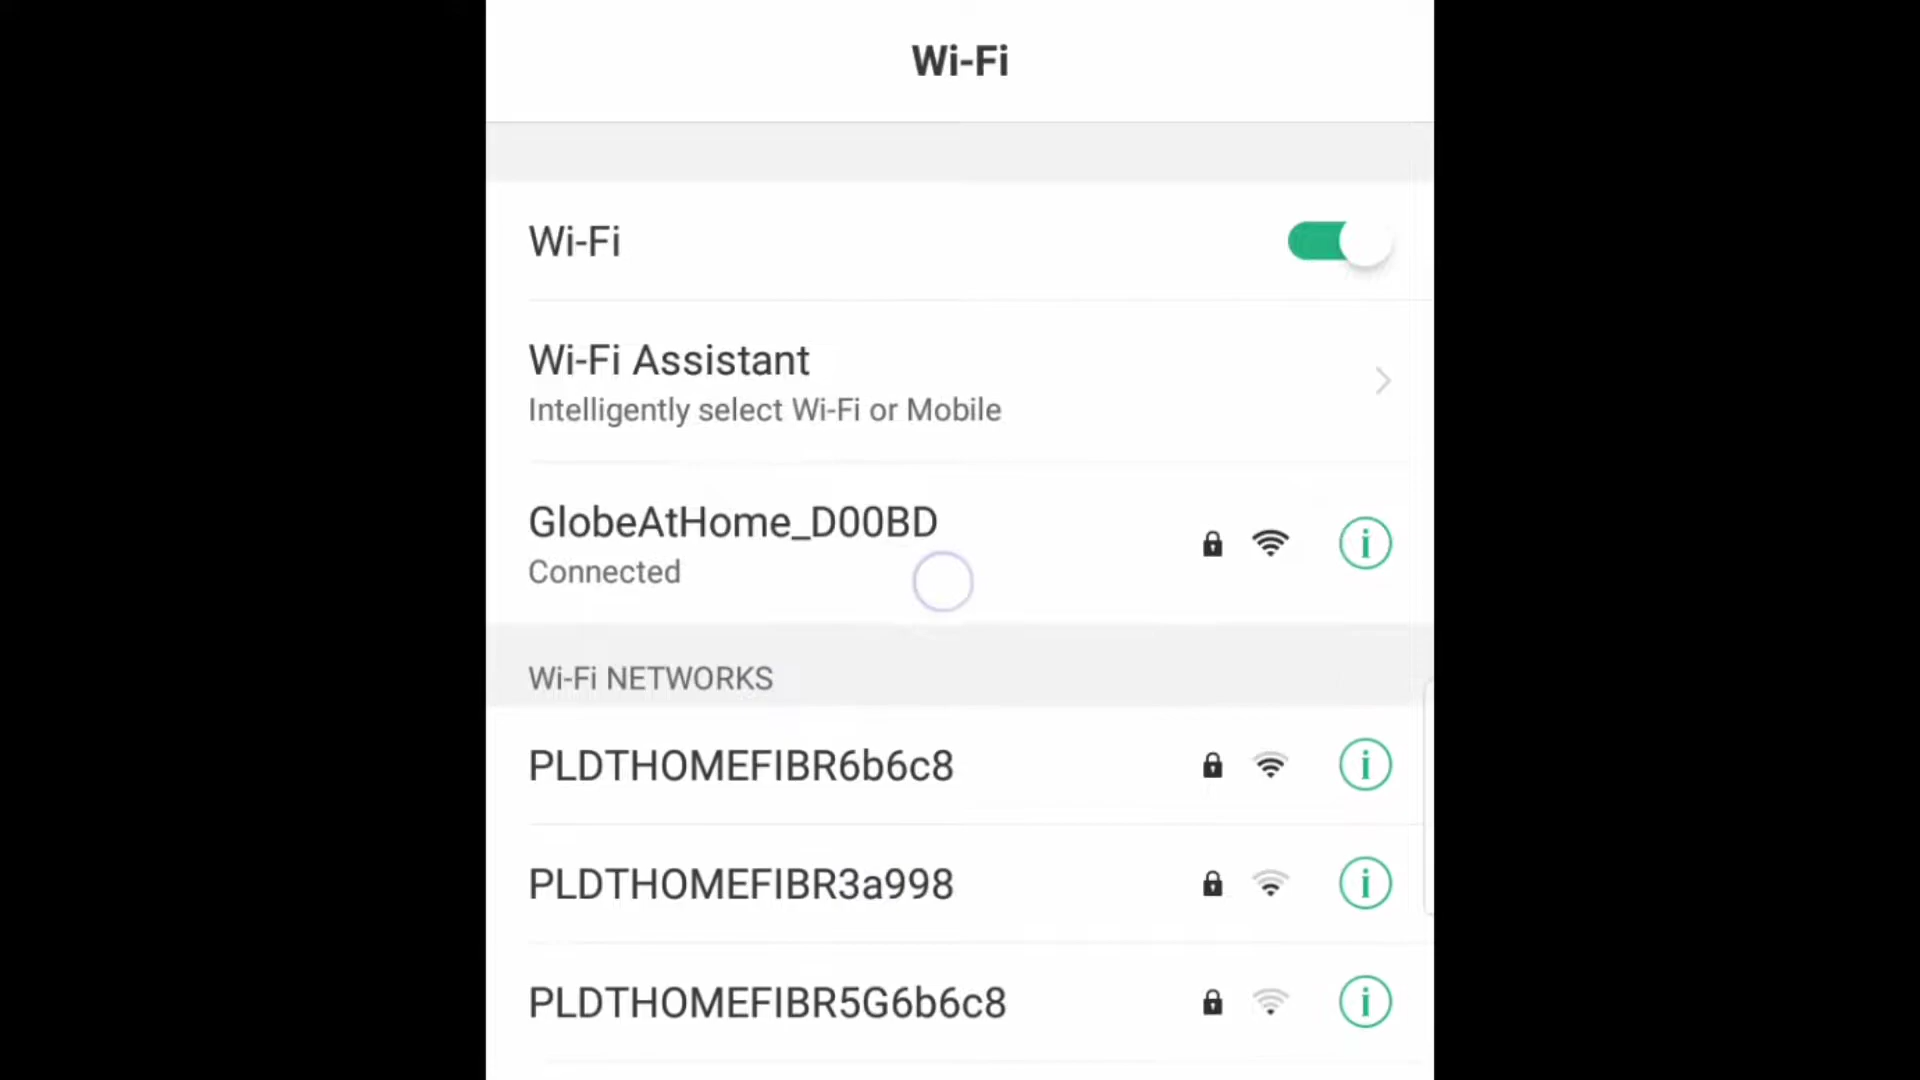 Wi-Fi
Wi-Fi
Wi-Fi Assistant
Intelligently select Wi-Fi or Mobile
GlobeAtHome_D00BD
Connected
Wi-Fi NETWORKS
PLDTHOMEFIBR6b6c8
PLDTHOMEFIBR3a998
PLDTHOMEFIBR5G6b6c8